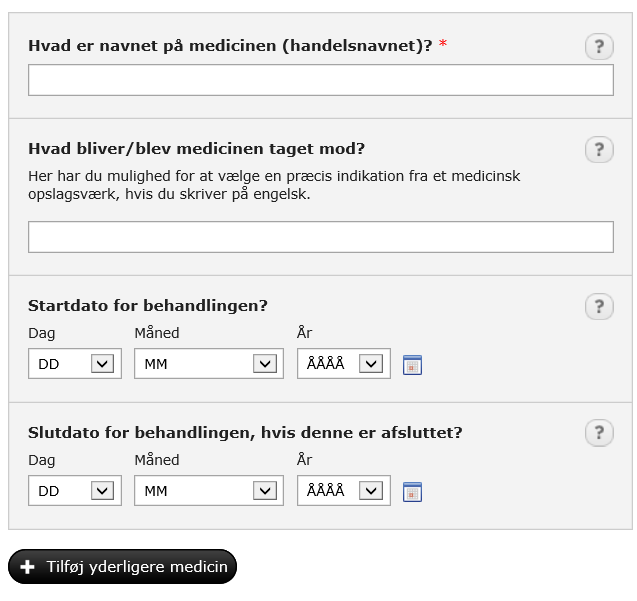 Hvad er navnet på medicinen (handelsnavnet)? *
?
Hvad bliver/blev medicinen taget mod?
?
Her har du mulighed for at vælge en præcis indikation fra et medicinsk
opslagsværk, hvis du skriver på engelsk.
Startdato for behandlingen?
?
Dag Måned År
DD MM ÅÅÅÅ
Slutdato for behandlingen, hvis denne er afsluttet?
?
Dag Måned År
DD MM ÅÅÅÅ
+ Tilføj yderligere medicin